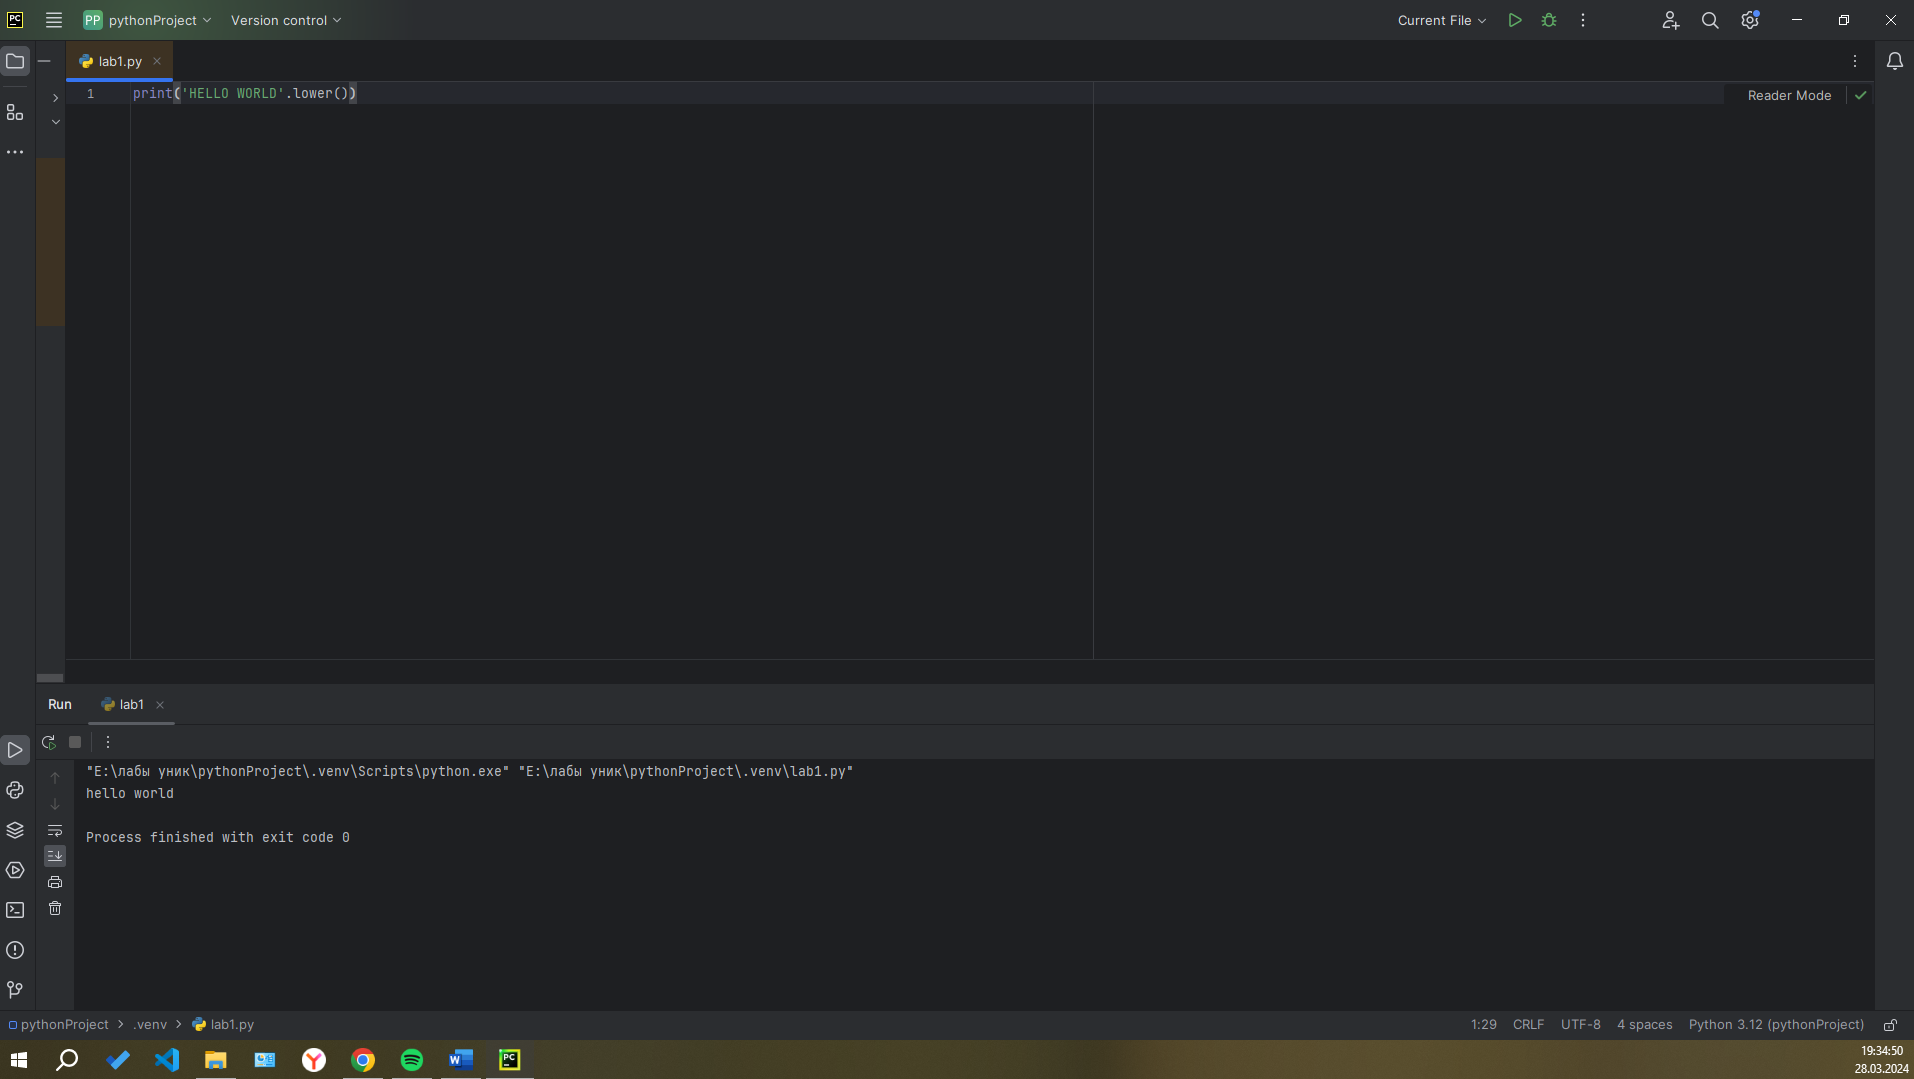 PC
PP pythonProject Version control Current File
lab1.py
1 print('HELLO WORLD'.lower())
Reader Mode
Run lab1
"E:\лабы уник\pythonProject\.venv\Scripts\python.exe" "E:\лабы уник\pythonProject\.venv\lab1.py"
hello world
Process finished with exit code 0
pythonProject > .venv > lab1.py 1:29 CRLF UTF-8 4 spaces Python 3.12 (pythonProject)
W PC
19:34:50
28.03.2024